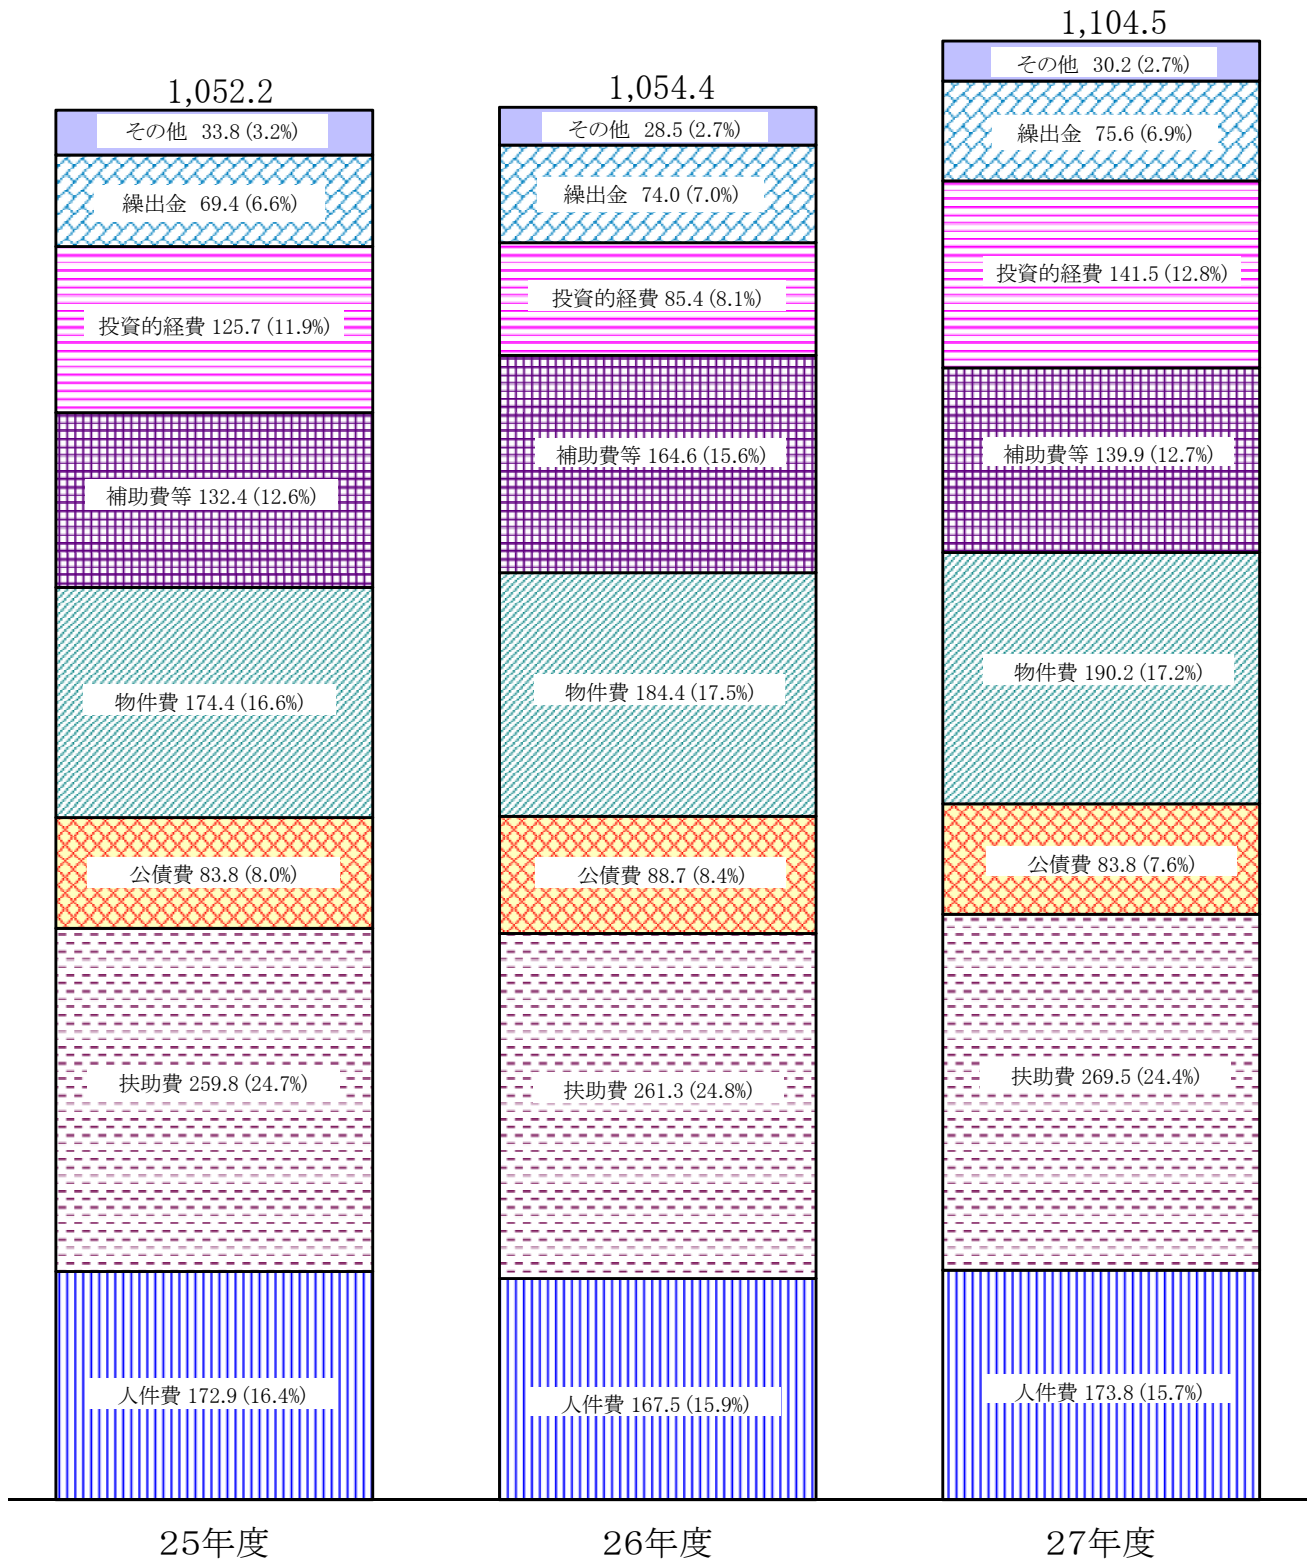 1,052.2
その他 33.8 (3.2%)
繰出金 69.4 (6.6%)
投資的経費 125.7 (11.9%)
補助費等 132.4 (12.6%)
物件費 174.4 (16.6%)
公債費 83.8 (8.0%)
扶助費 259.8 (24.7%)
人件費 172.9 (16.4%)
25年度
1,054.4
その他 28.5 (2.7%)
繰出金 74.0 (7.0%)
投資的経費 85.4 (8.1%)
補助費等 164.6 (15.6%)
物件費 184.4 (17.5%)
公債費 88.7 (8.4%)
扶助費 261.3 (24.8%)
人件費 167.5 (15.9%)
26年度
1,104.5
その他 30.2 (2.7%)
繰出金 75.6 (6.9%)
投資的経費 141.5 (12.8%)
補助費等 139.9 (12.7%)
物件費 190.2 (17.2%)
公債費 83.8 (7.6%)
扶助費 269.5 (24.4%)
人件費 173.8 (15.7%)
27年度